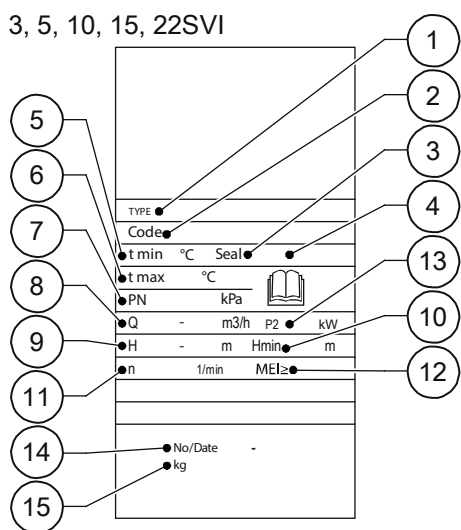 3, 5, 10, 15, 22SVI
1
2
3
4
5
6
7
8
9
11
13
10
12
14
15
TYPE
Code
t min °C Seal
t max °C
PN kPa
Q - m3/h P2 kW
H - m Hmin m
n 1/min MEI≥
No/Date -
kg